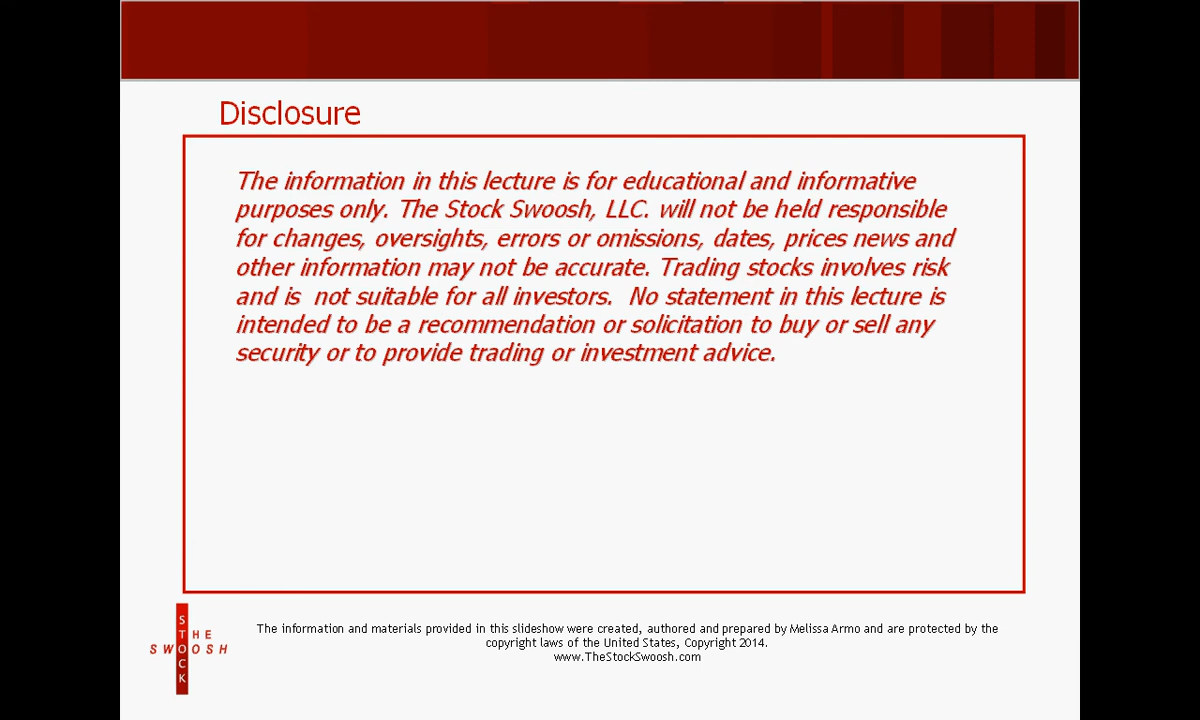 Disclosure
The information in this lecture is for educational and informative
purposes only. The Stock Swoosh, LLC. will not be held responsible
for changes, oversights, errors or omissions, dates, prices news and
other information may not be accurate. Trading stocks involves risk
and is  not suitable for all investors.  No statement in this lecture is
intended to be a recommendation or solicitation to buy or sell any
security or to provide trading or investment advice.
THE
STOCK
SWOOSH
The information and materials provided in this slideshow were created, authored and prepared by Melissa Armo and are protected by the
copyright laws of the United States, Copyright 2014.
www.TheStockSwoosh.com